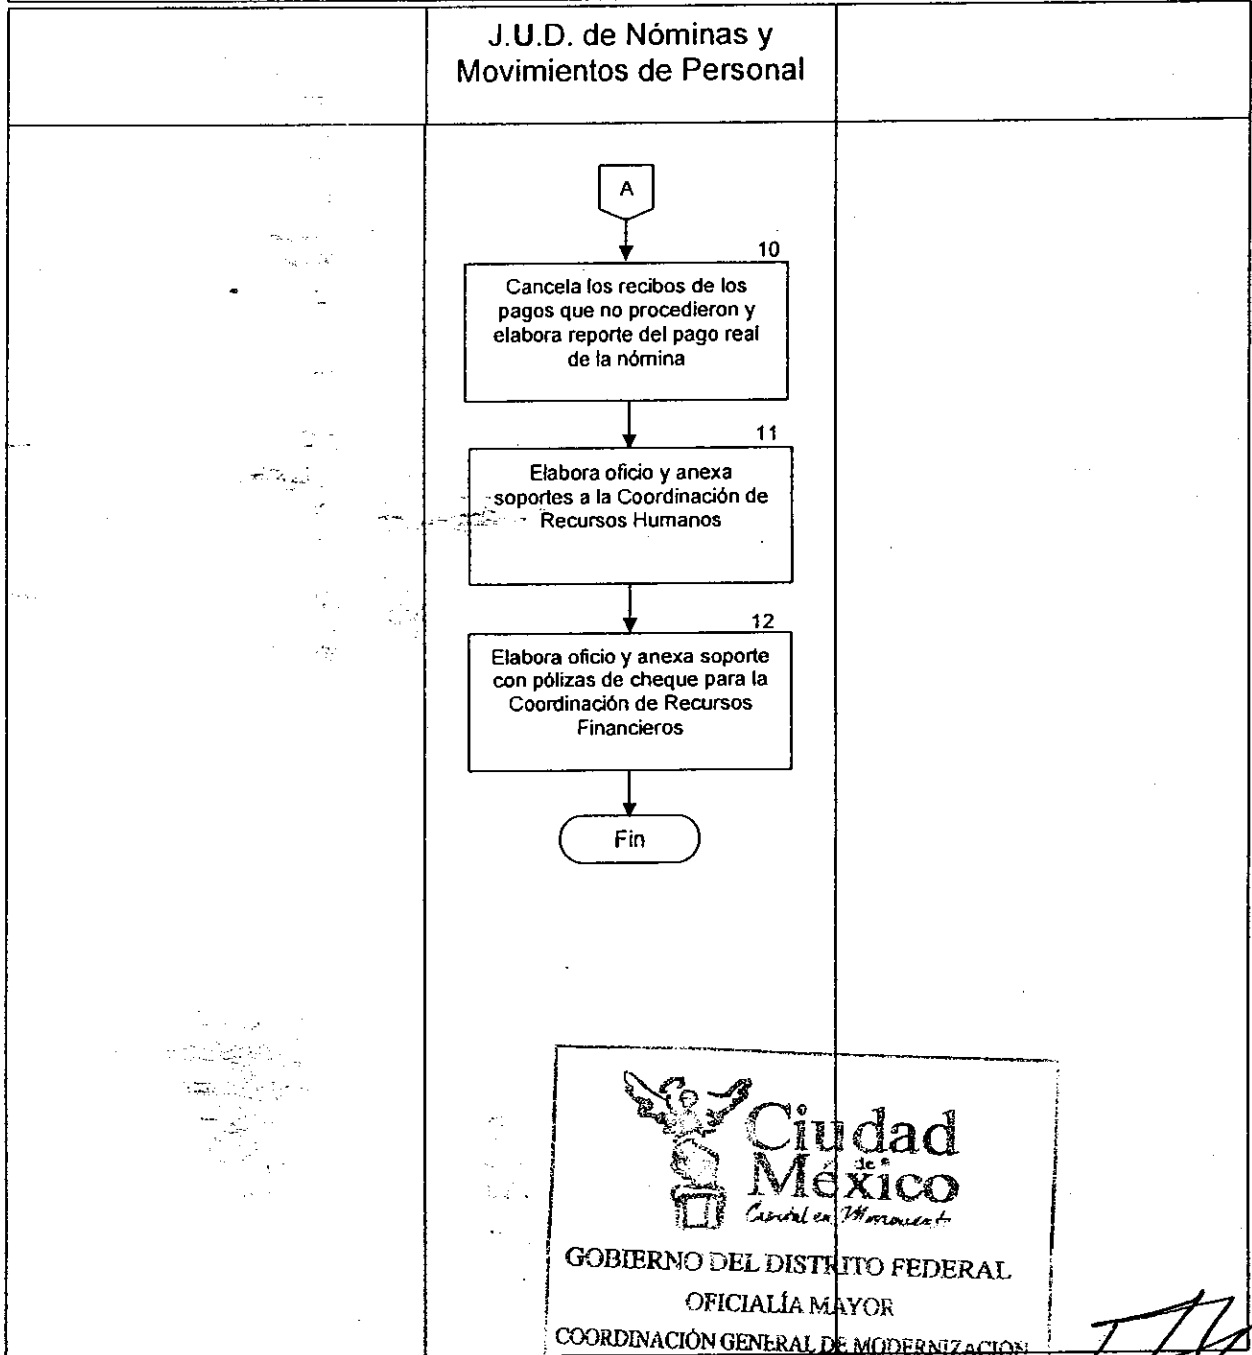 J.U.D. de Nóminas y
Movimientos de Personal
A
10
Cancela los recibos de los
pagos que no procedieron y
elabora reporte del pago real
de la nómina
11
Elabora oficio y anexa
soportes a la Coordinación de
Recursos Humanos
12
Elabora oficio y anexa soporte
con pólizas de cheque para la
Coordinación de Recursos
Financieros
Fin
Ciudad
de
México
Capital en Movimiento
GOBIERNO DEL DISTRITO FEDERAL
OFICIALÍA MAYOR
COORDINACIÓN GENERAL DE MODERNIZACIÓN